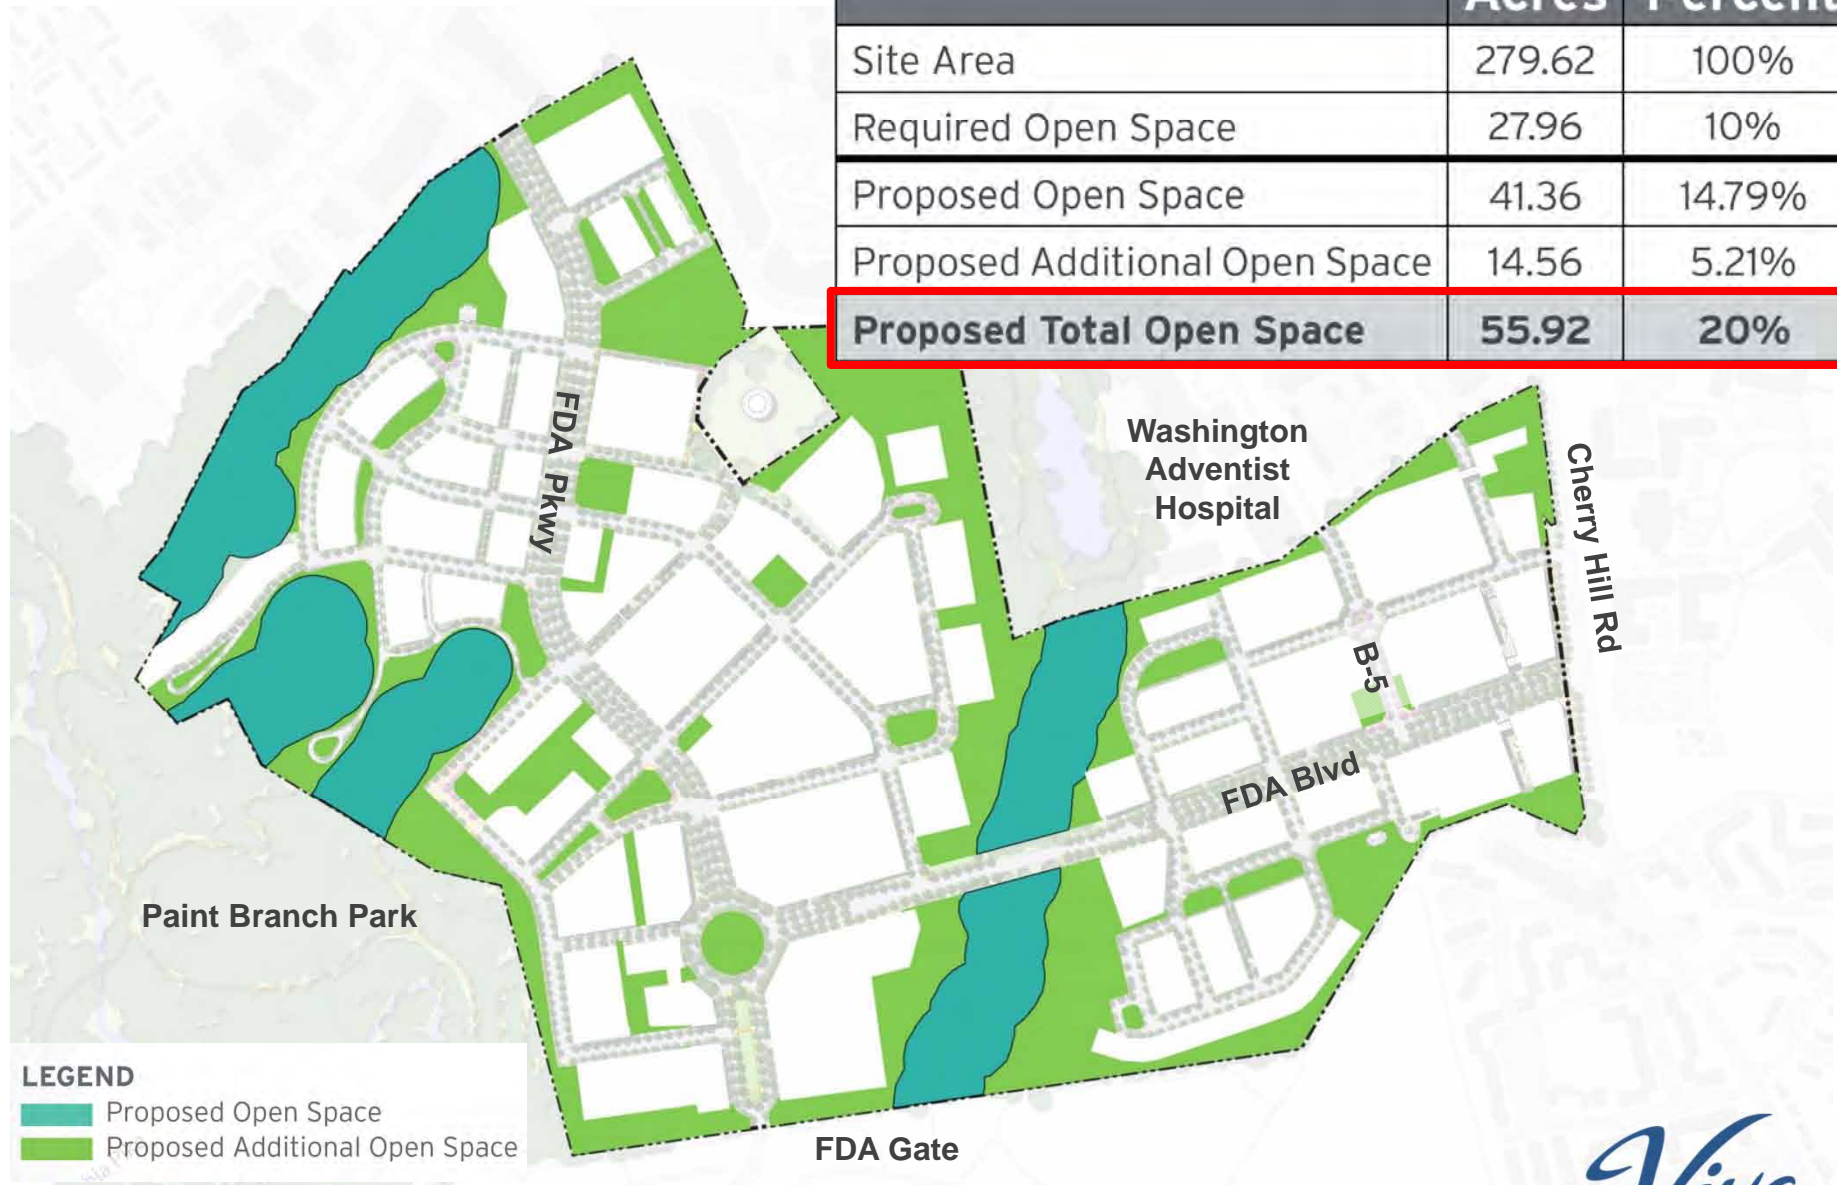 Acres Percent
Site Area 279.62 100%
Required Open Space 27.96 10%
Proposed Open Space 41.36 14.79%
Proposed Additional Open Space 14.56 5.21%
Proposed Total Open Space 55.92 20%
Washington
Adventist
Hospital
Cherry Hill Rd
FDA Pkwy
B-5
FDA Blvd
Paint Branch Park
LEGEND
Proposed Open Space
Proposed Additional Open Space
FDA Gate